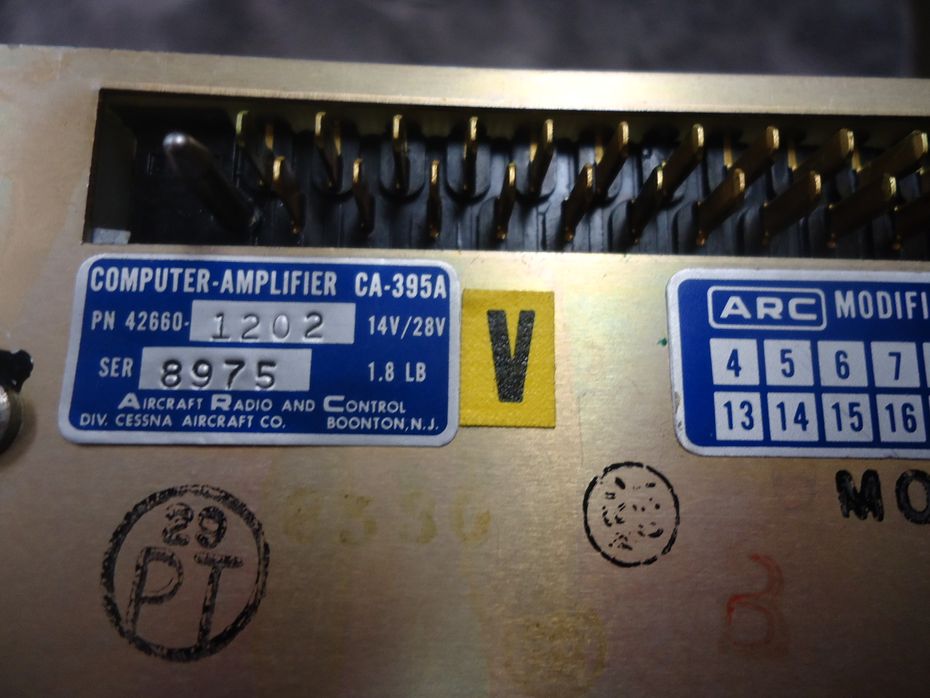 COMPUTER-AMPLIFIER CA-395A
PN 42660-1202 14V/28V
SER 8975 1.8 LB
AIRCRAFT RADIO AND CONTROL
DIV. CESSNA AIRCRAFT CO. BOONTON, N.J.
V
ARC MODIFI
4 5 6 7
13 14 15 16
MO
29
PT